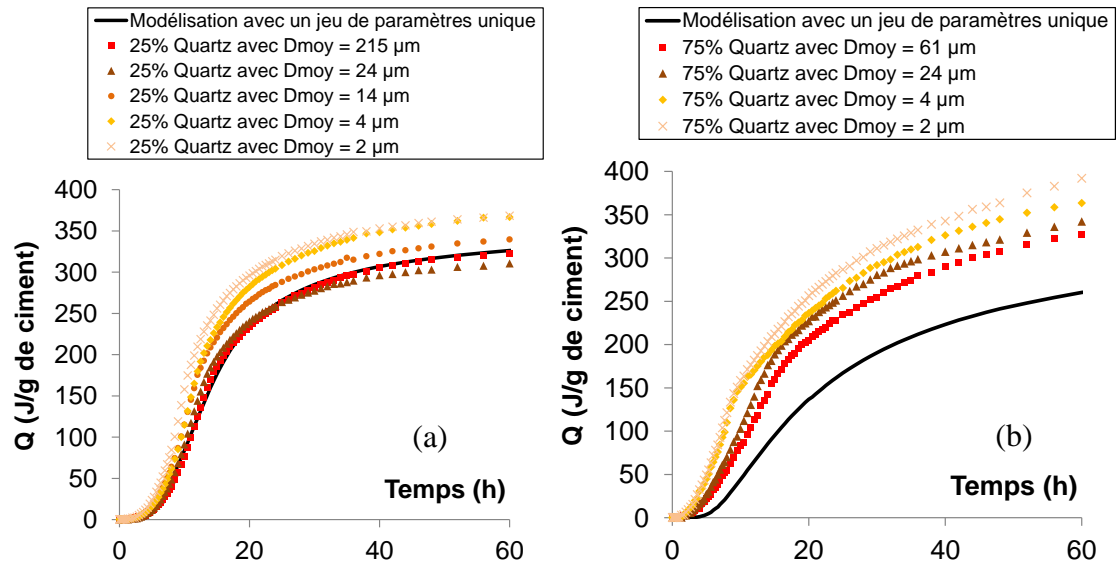 Modélisation avec un jeu de paramètres unique
25% Quartz avec Dmoy = 215 µm
25% Quartz avec Dmoy = 24 µm
25% Quartz avec Dmoy = 14 µm
25% Quartz avec Dmoy = 4 µm
25% Quartz avec Dmoy = 2 µm
400
350
300
250
200
150
100
50
0
Q (J/g de ciment)
(a)
Temps (h)
0 20 40 60
Modélisation avec un jeu de paramètres unique
75% Quartz avec Dmoy = 61 µm
75% Quartz avec Dmoy = 24 µm
75% Quartz avec Dmoy = 4 µm
75% Quartz avec Dmoy = 2 µm
400
350
300
250
200
150
100
50
0
Q (J/g de ciment)
(b)
Temps (h)
0 20 40 60